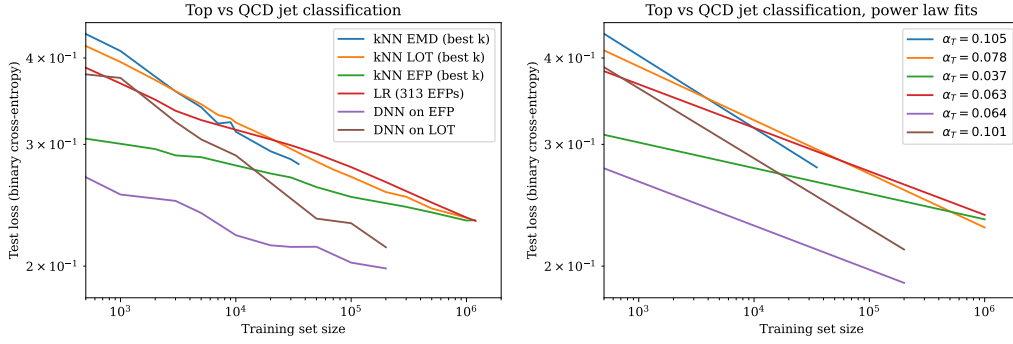 Top vs QCD jet classification
Test loss (binary cross-entropy)
4 × 10⁻¹
3 × 10⁻¹
2 × 10⁻¹
kNN EMD (best k)
kNN LOT (best k)
kNN EFP (best k)
LR (313 EFPs)
DNN on EFP
DNN on LOT
10³
10⁴
10⁵
10⁶
Training set size
Top vs QCD jet classification, power law fits
Test loss (binary cross-entropy)
4 × 10⁻¹
3 × 10⁻¹
2 × 10⁻¹
α_T = 0.105
α_T = 0.078
α_T = 0.037
α_T = 0.063
α_T = 0.064
α_T = 0.101
10³
10⁴
10⁵
10⁶
Training set size